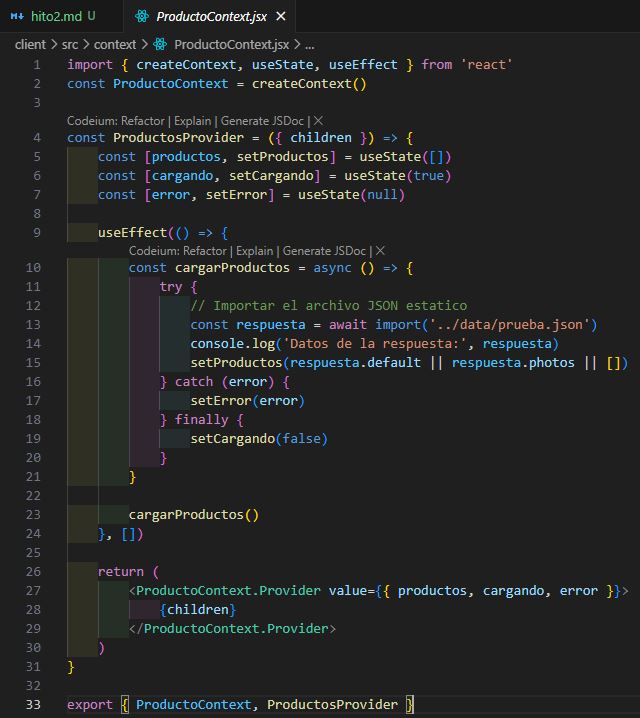 hito2.md U
ProductoContext.jsx
client > src > context > ProductoContext.jsx > ...
1 import { createContext, useState, useEffect } from 'react'
2 const ProductoContext = createContext()
3
Codeium: Refactor | Explain | Generate JSDoc | ×
4 const ProductosProvider = ({ children }) => {
5     const [productos, setProductos] = useState([])
6     const [cargando, setCargando] = useState(true)
7     const [error, setError] = useState(null)
8
9     useEffect(() => {
Codeium: Refactor | Explain | Generate JSDoc | ×
10         const cargarProductos = async () => {
11             try {
12                 // Importar el archivo JSON estatico
13                 const respuesta = await import('../data/prueba.json')
14                 console.log('Datos de la respuesta:', respuesta)
15                 setProductos(respuesta.default || respuesta.photos || [])
16             } catch (error) {
17                 setError(error)
18             } finally {
19                 setCargando(false)
20             }
21         }
22
23         cargarProductos()
24     }, [])
25
26     return (
27         <ProductoContext.Provider value={{ productos, cargando, error }}>
28             {children}
29         </ProductoContext.Provider>
30     )
31 }
32
33 export { ProductoContext, ProductosProvider }